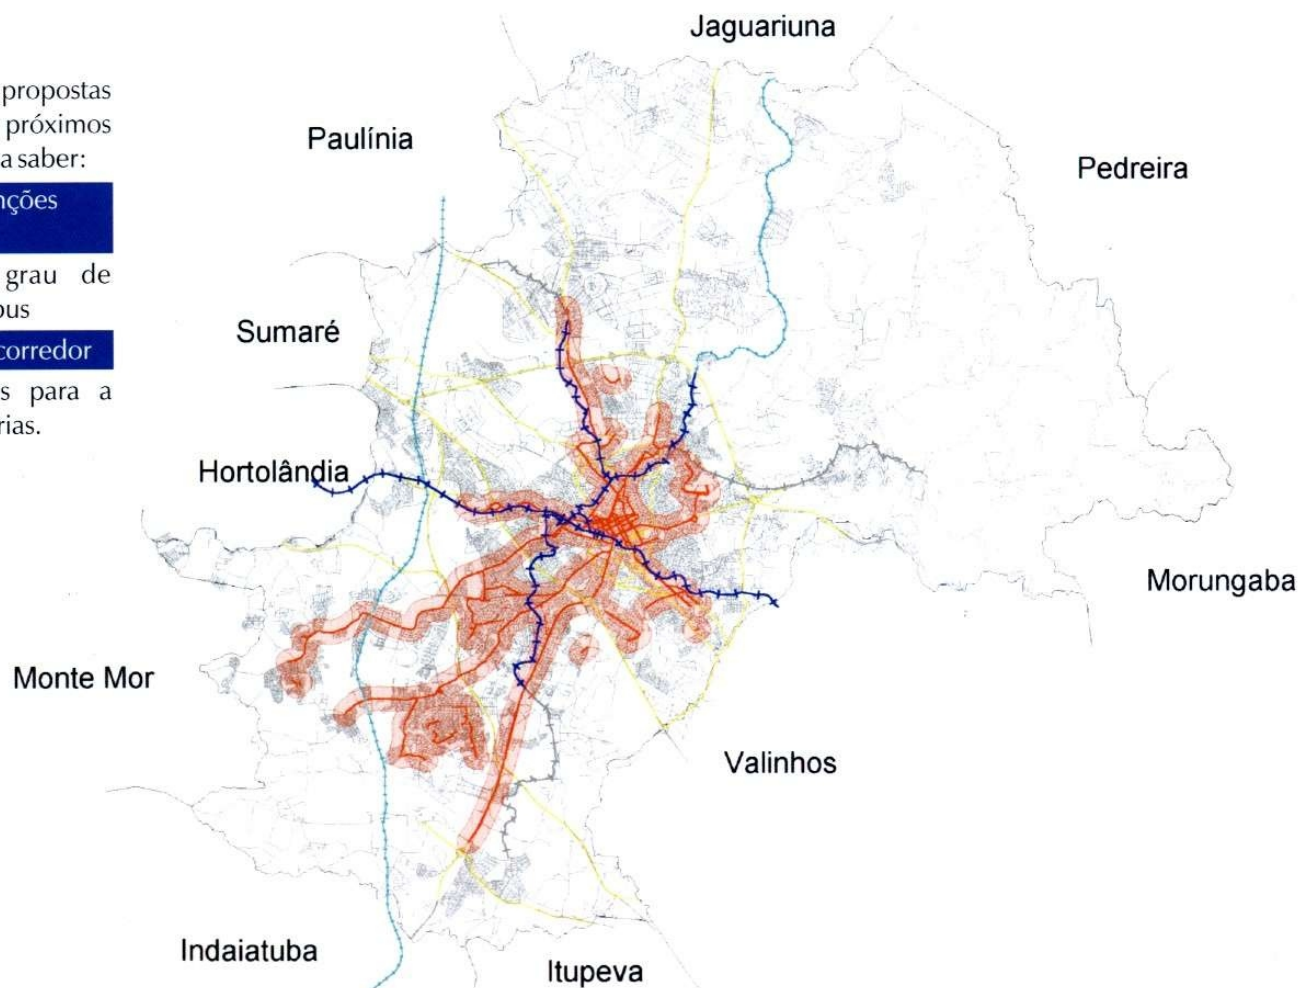 propostas
próximos
a saber:
nções
grau de
bus
corredor
s para a
rias.
Jaguariuna
Paulínia
Pedreira
Sumaré
Hortolândia
Morungaba
Monte Mor
Valinhos
Indaiatuba
Itupeva